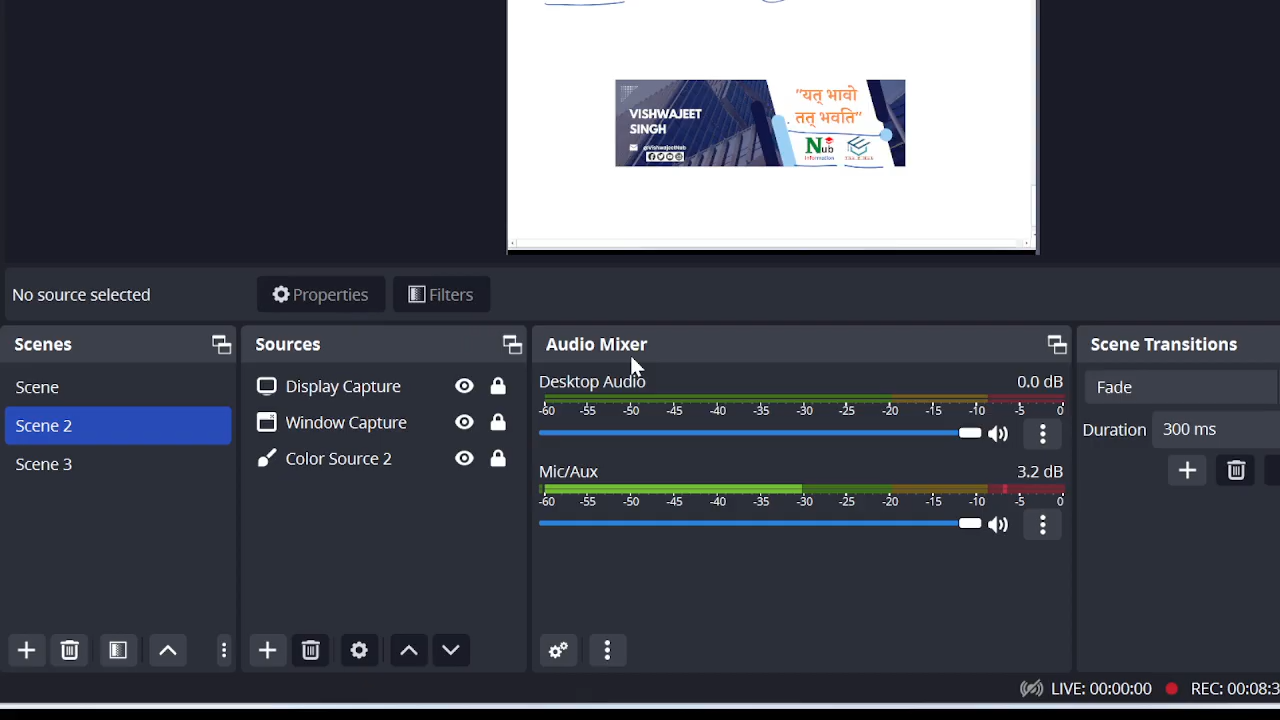 VISHWAJEET
SINGH
@VishwajeetNub
"यत् भावो
तत् भवति"
Nub
Information
No source selected
Properties
Filters
Scenes
Sources
Audio Mixer
Scene Transitions
Scene
Scene 2
Scene 3
Display Capture
Window Capture
Color Source 2
Desktop Audio
0.0 dB
-60 -55 -50 -45 -40 -35 -30 -25 -20 -15 -10 -5 0
Mic/Aux
3.2 dB
-60 -55 -50 -45 -40 -35 -30 -25 -20 -15 -10 -5 0
Fade
Duration
300 ms
LIVE: 00:00:00
REC: 00:08:3